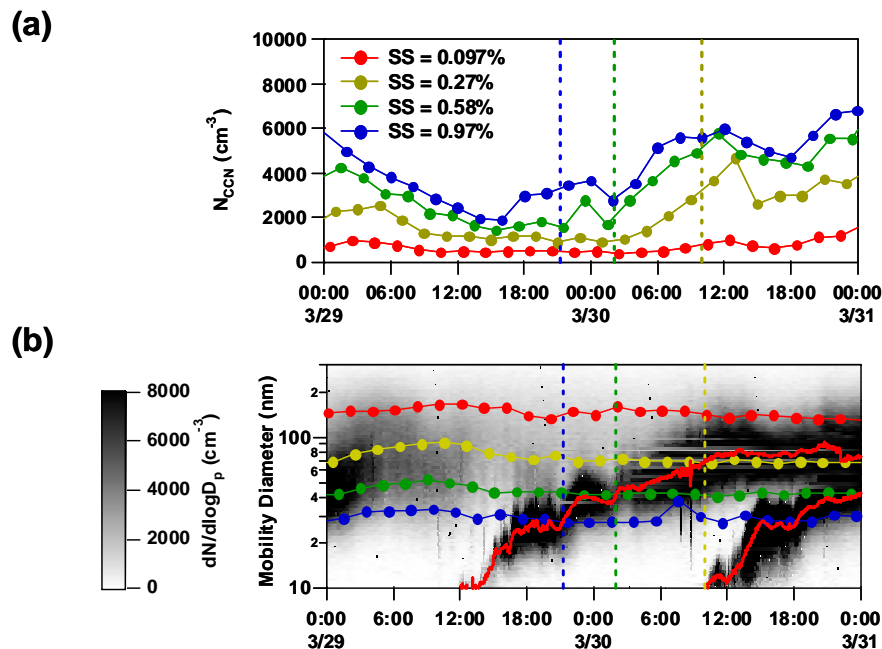 (a)
10000
8000
6000
4000
2000
0
N_CCN (cm⁻³)
SS = 0.097%
SS = 0.27%
SS = 0.58%
SS = 0.97%
00:00 06:00 12:00 18:00 00:00 06:00 12:00 18:00 00:00
3/29 3/30 3/31
(b)
8000
6000
4000
2000
0
dN/dlogD_p (cm⁻³)
Mobility Diameter (nm)
2
100
8
6
4
2
10
0:00 6:00 12:00 18:00 0:00 6:00 12:00 18:00 0:00
3/29 3/30 3/31